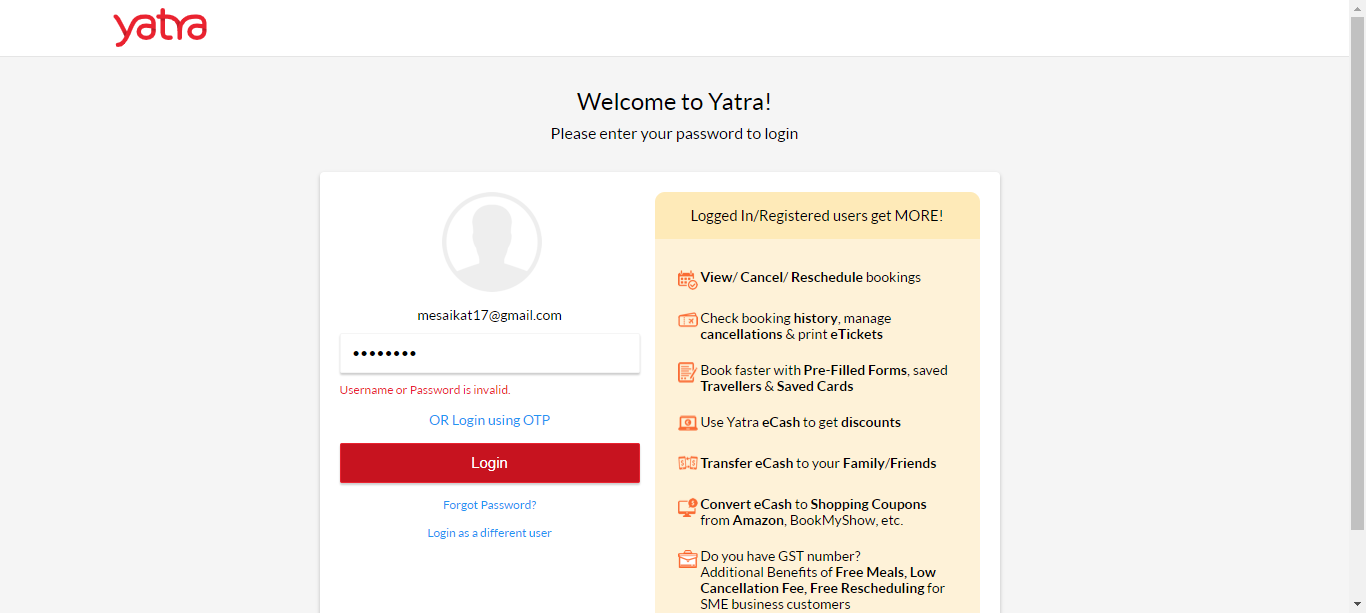 yatra
Welcome to Yatra!
Please enter your password to login
mesaikat17@gmail.com
••••••••
Username or Password is invalid.
OR Login using OTP
Login
Forgot Password?
Login as a different user
Logged In/Registered users get MORE!
View/ Cancel/ Reschedule bookings
Check booking history, manage
cancellations & print eTickets
Book faster with Pre-Filled Forms, saved
Travellers & Saved Cards
Use Yatra eCash to get discounts
Transfer eCash to your Family/Friends
Convert eCash to Shopping Coupons
from Amazon, BookMyShow, etc.
Do you have GST number?
Additional Benefits of Free Meals, Low
Cancellation Fee, Free Rescheduling for
SME business customers